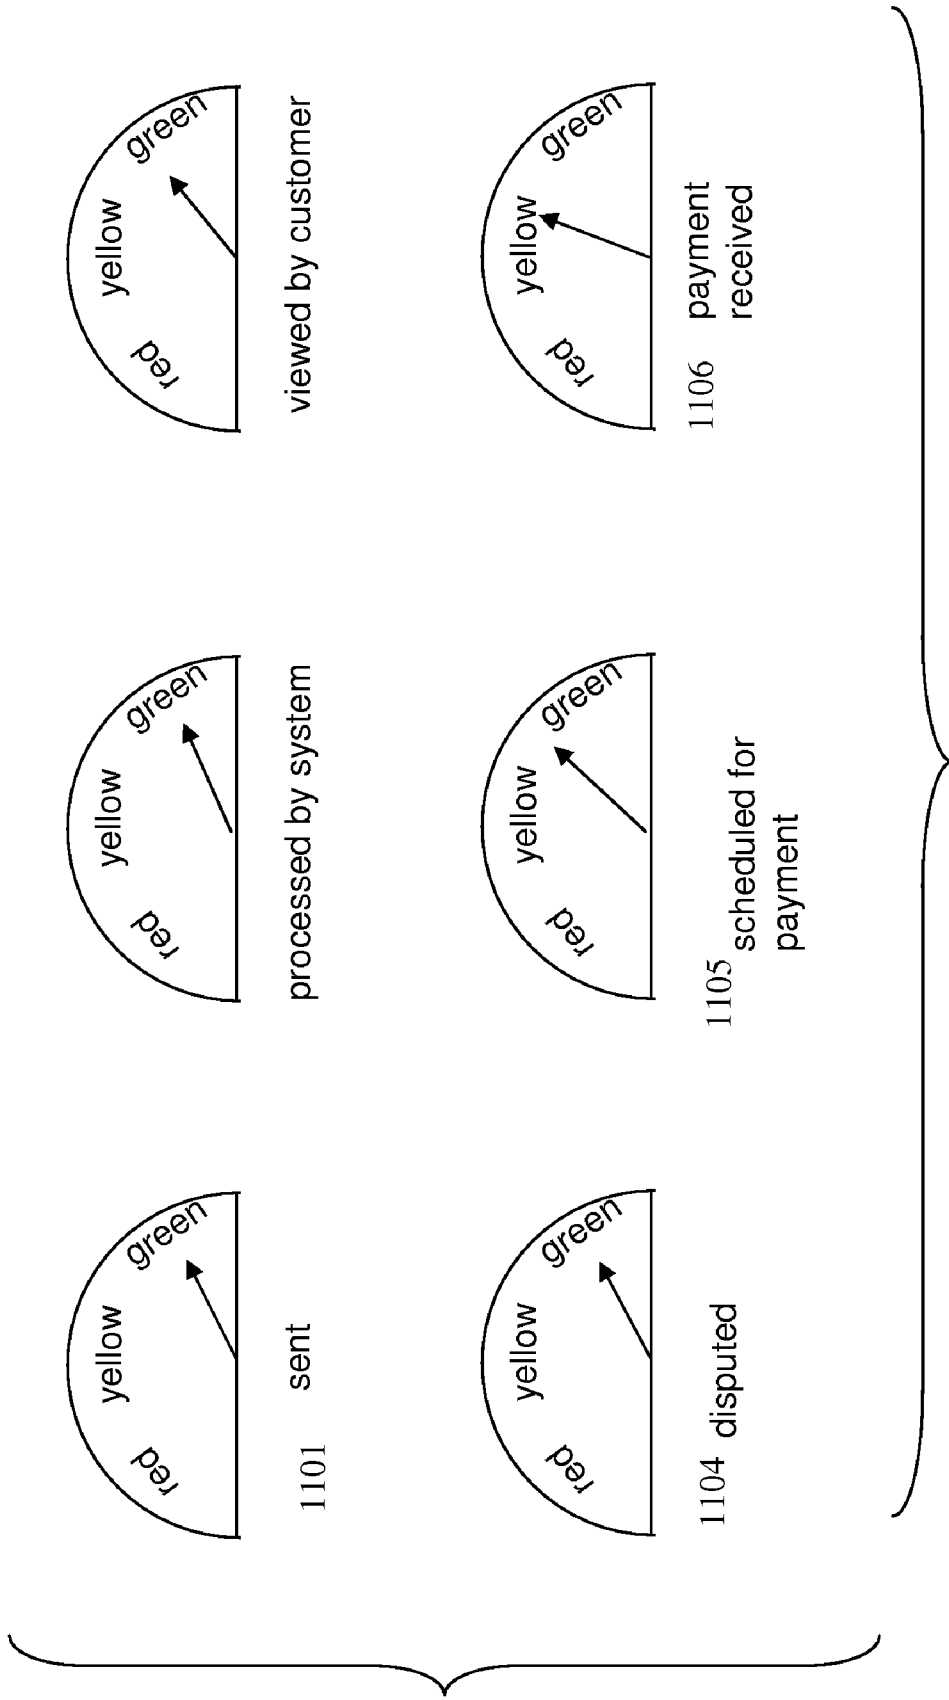 red
yellow
green
red
yellow
green
red
yellow
green
1101
sent
processed by system
viewed by customer
red
yellow
green
red
yellow
green
red
yellow
green
1104
disputed
1105
scheduled for
payment
1106
payment
received